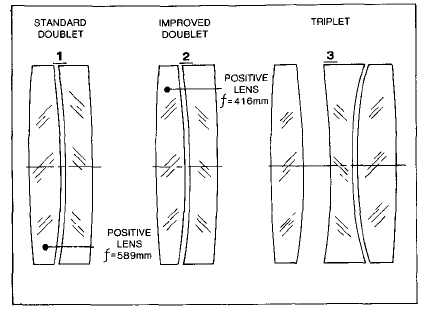 STANDARD
DOUBLET
1
IMPROVED
DOUBLET
2
TRIPLET
3
POSITIVE
LENS
ƒ=416mm
POSITIVE
LENS
ƒ=589mm